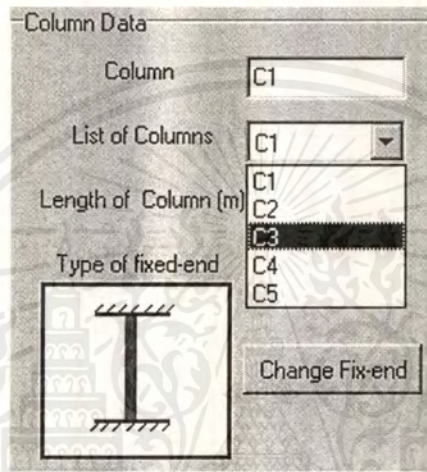 Column Data
Column C1
List of Columns C1
C1
Length of Column (m) C2
C3
Type of fixed-end C4
C5
Change Fix-end